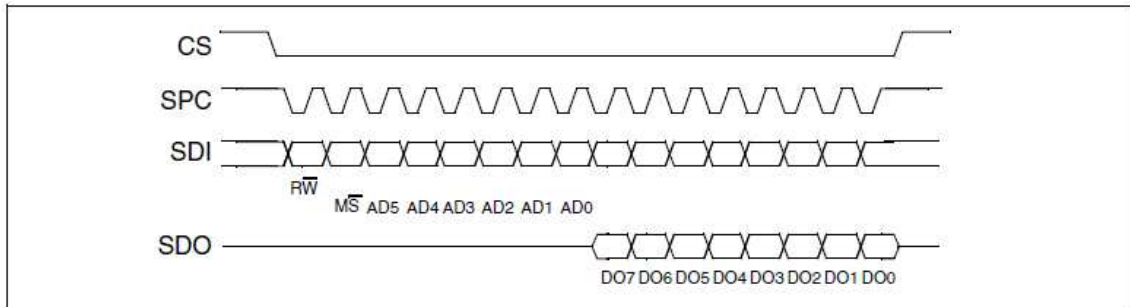 CS
SPC
SDI
RW̅
MS̅ AD5 AD4 AD3 AD2 AD1 AD0
SDO
DO7 DO6 DO5 DO4 DO3 DO2 DO1 DO0